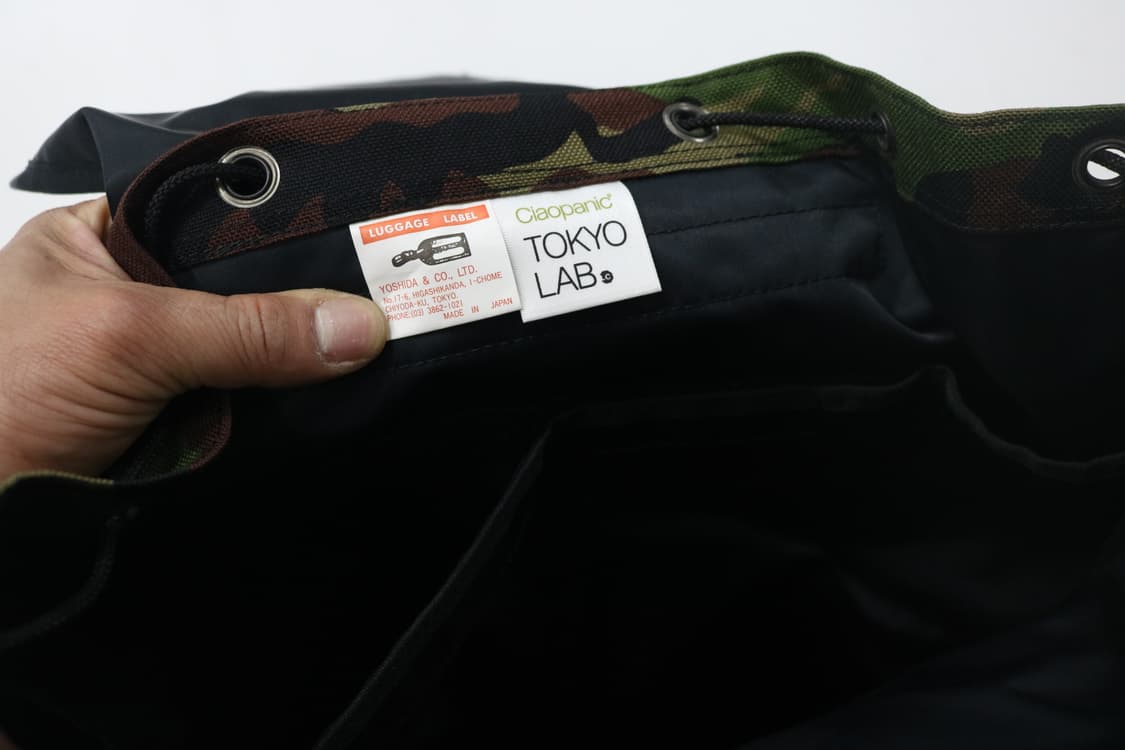 LUGGAGE LABEL
YOSHIDA & CO., LTD.
No.17-6, HIGASHIKANDA, 1-CHOME
CHIYODA-KU, TOKYO.
PHONE:(03) 3862-1021
MADE IN JAPAN
Ciaopanic®
TOKYO
LAB.